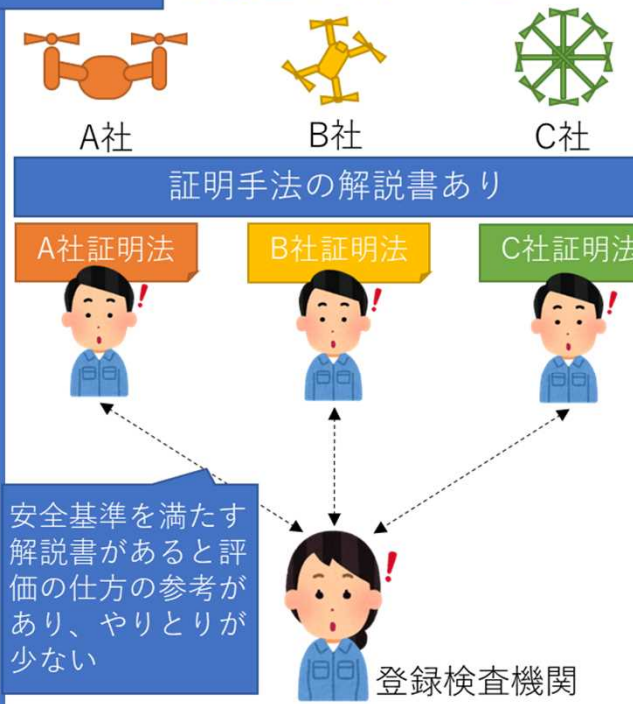 A社
B社
C社
証明手法の解説書あり
A社証明法
B社証明法
C社証明法
!
!
!
安全基準を満たす
解説書があると評
価の仕方の参考が
あり、やりとりが
少ない
!
登録検査機関